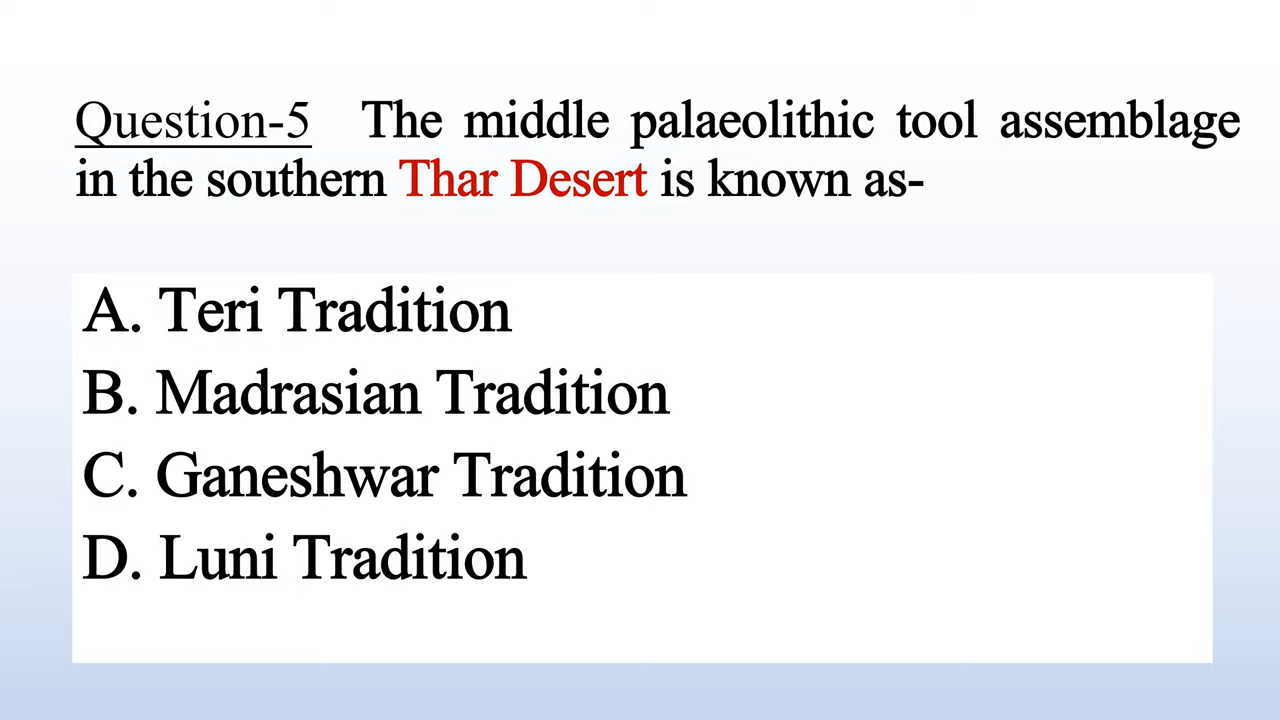 Question-5 The middle palaeolithic tool assemblage
in the southern Thar Desert is known as-
A. Teri Tradition
B. Madrasian Tradition
C. Ganeshwar Tradition
D. Luni Tradition